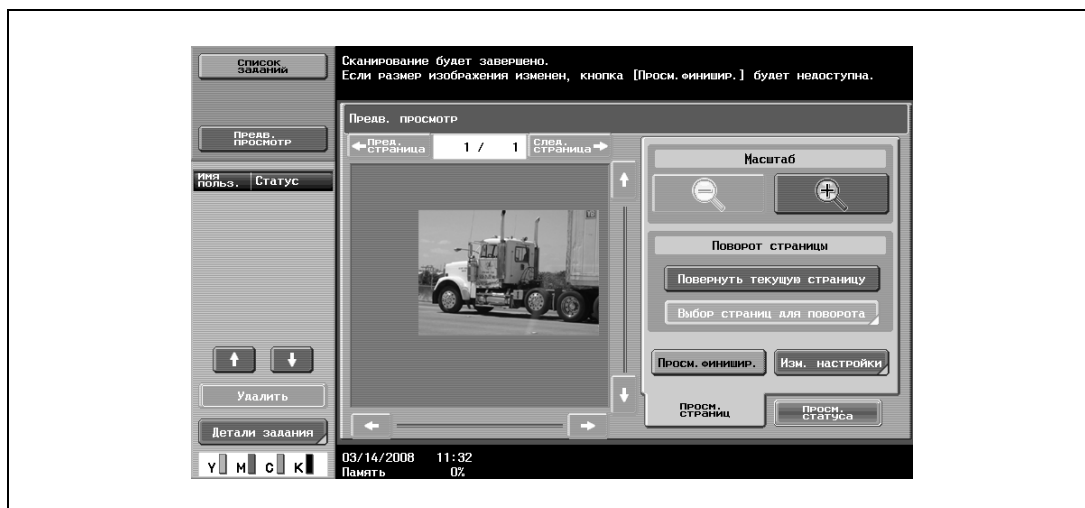 Список
заданий
Предв.
просмотр
Имя
польз.
Статус
Удалить
Детали задания
Y M C K
Сканирование будет завершено.
Если размер изображения изменен, кнопка [Просм.финишир.] будет недоступна.
Предв. просмотр
Пред.
страница
1 / 1
След.
страница
Масштаб
Поворот страницы
Повернуть текущую страницу
Выбор страниц для поворота
Просм.финишир.
Изм. настройки
Просм.
страниц
Просм.
статуса
03/14/2008 11:32
Память 0%